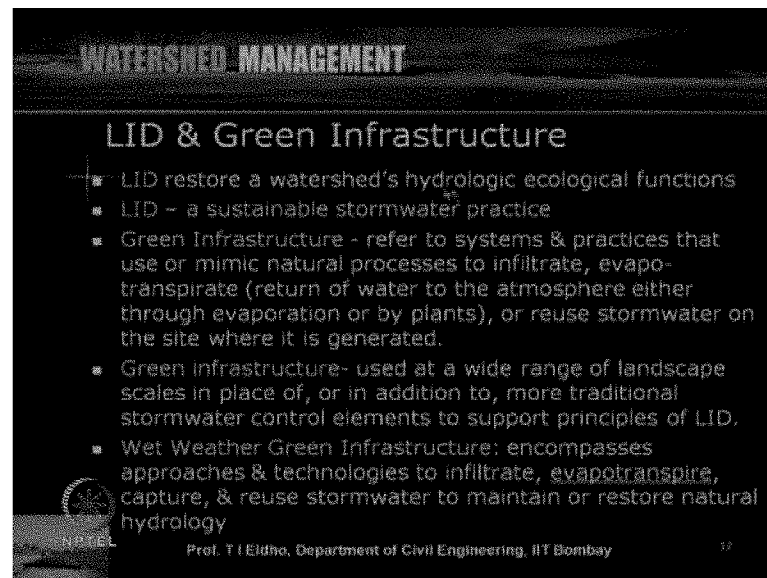 WATERSHED MANAGEMENT
LID & Green Infrastructure
LID restore a watershed's hydrologic ecological functions
LID – a sustainable stormwater practice
Green Infrastructure - refer to systems & practices that
use or mimic natural processes to infiltrate, evapo-
transpirate (return of water to the atmosphere either
through evaporation or by plants), or reuse stormwater on
the site where it is generated.
Green infrastructure- used at a wide range of landscape
scales in place of, or in addition to, more traditional
stormwater control elements to support principles of LID.
Wet Weather Green Infrastructure: encompasses
approaches & technologies to infiltrate, evapotranspire,
capture, & reuse stormwater to maintain or restore natural
hydrology
NPTEL
Prof. T I Eldho, Department of Civil Engineering, IIT Bombay